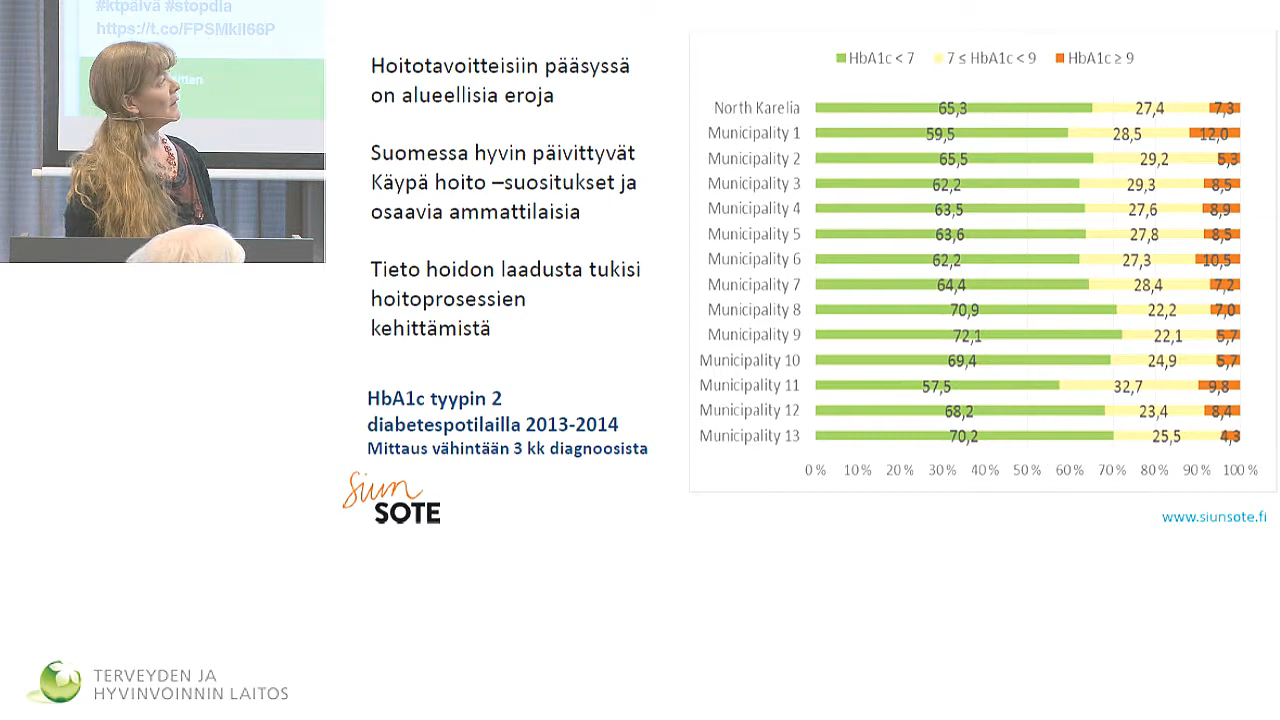 #ktpäivä #stopdia
https://t.co/FPSMkil66P
Hoitotavoitteisiin pääsyssä
on alueellisia eroja
Suomessa hyvin päivittyvät
Käypä hoito –suositukset ja
osaavia ammattilaisia
Tieto hoidon laadusta tukisi
hoitoprosessien
kehittämistä
HbA1c tyypin 2
diabetespotilailla 2013-2014
Mittaus vähintään 3 kk diagnoosista
Siun
SOTE
HbA1c < 7 7 ≤ HbA1c < 9 HbA1c ≥ 9
North Karelia 65,3 27,4 7,3
Municipality 1 59,5 28,5 12,0
Municipality 2 65,5 29,2 5,3
Municipality 3 62,2 29,3 8,5
Municipality 4 63,5 27,6 8,9
Municipality 5 63,6 27,8 8,5
Municipality 6 62,2 27,3 10,5
Municipality 7 64,4 28,4 7,2
Municipality 8 70,9 22,2 7,0
Municipality 9 72,1 22,1 5,7
Municipality 10 69,4 24,9 5,7
Municipality 11 57,5 32,7 9,8
Municipality 12 68,2 23,4 8,4
Municipality 13 70,2 25,5 4,3
0 % 10 % 20 % 30 % 40 % 50 % 60 % 70 % 80 % 90 % 100 %
www.siunsote.fi
TERVEYDEN JA
HYVINVOINNIN LAITOS